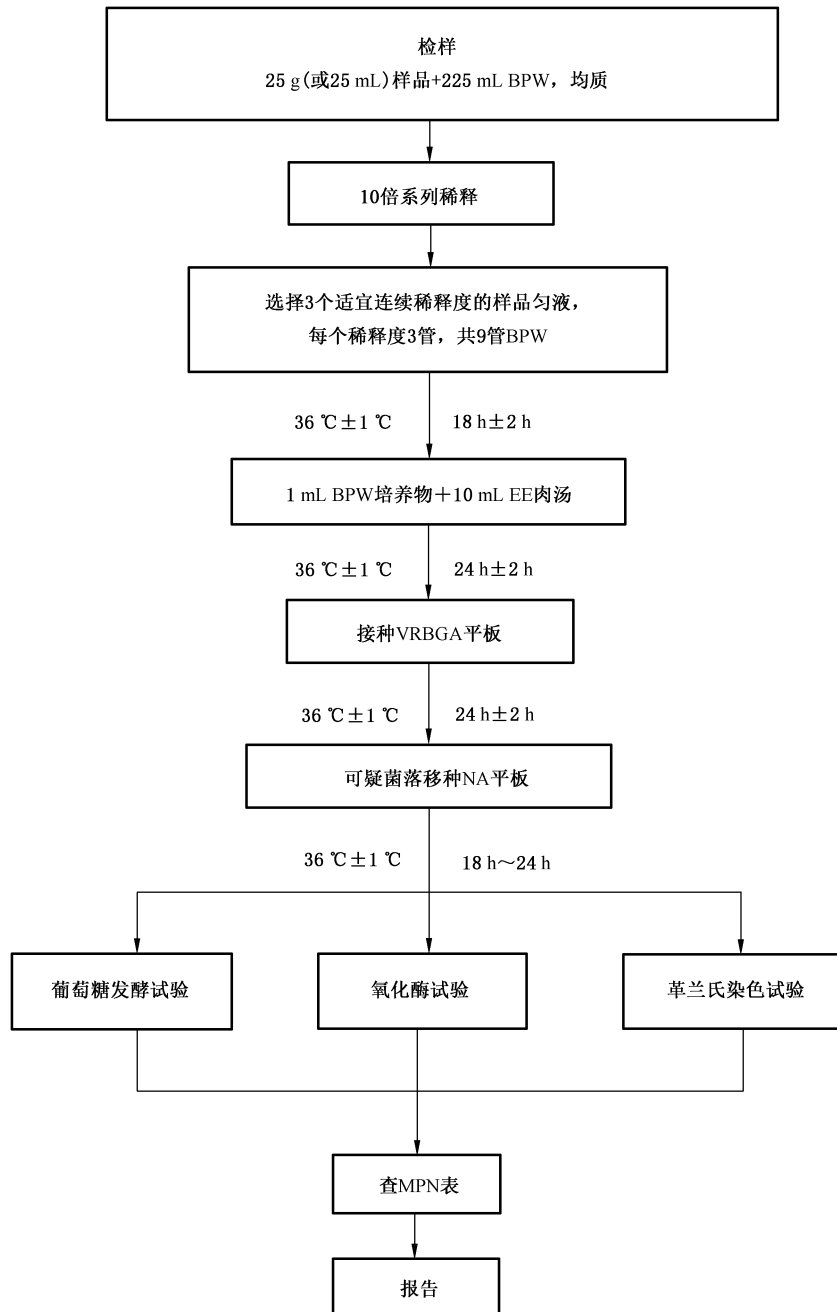 检样
25 g(或25 mL)样品+225 mL BPW，均质
10倍系列稀释
选择3个适宜连续稀释度的样品匀液，
每个稀释度3管，共9管BPW
36 ℃±1 ℃ 18 h±2 h
1 mL BPW培养物＋10 mL EE肉汤
36 ℃±1 ℃ 24 h±2 h
接种VRBGA平板
36 ℃±1 ℃ 24 h±2 h
可疑菌落移种NA平板
36 ℃±1 ℃ 18 h～24 h
葡萄糖发酵试验 氧化酶试验 革兰氏染色试验
查MPN表
报告